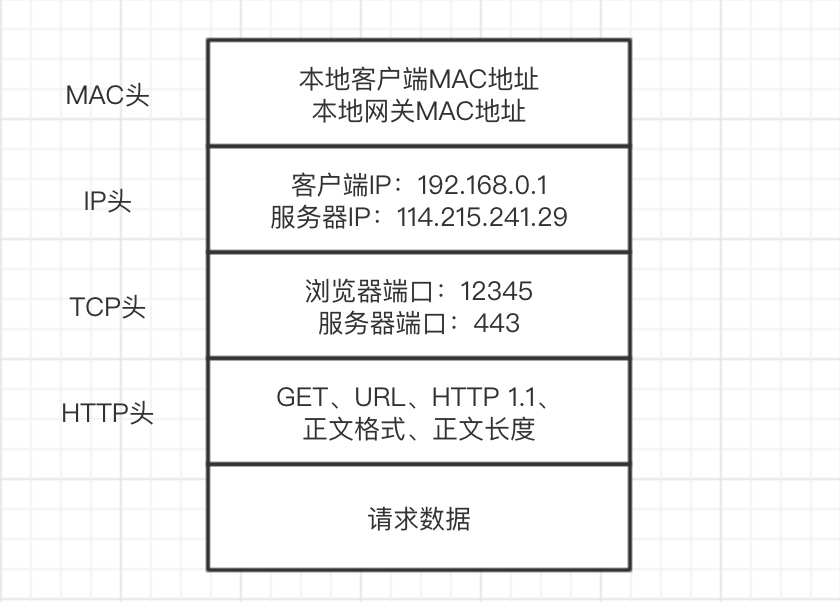 MAC头
本地客户端MAC地址
本地网关MAC地址
IP头
客户端IP：192.168.0.1
服务器IP：114.215.241.29
TCP头
浏览器端口：12345
服务器端口：443
HTTP头
GET、URL、HTTP 1.1、
正文格式、正文长度
请求数据